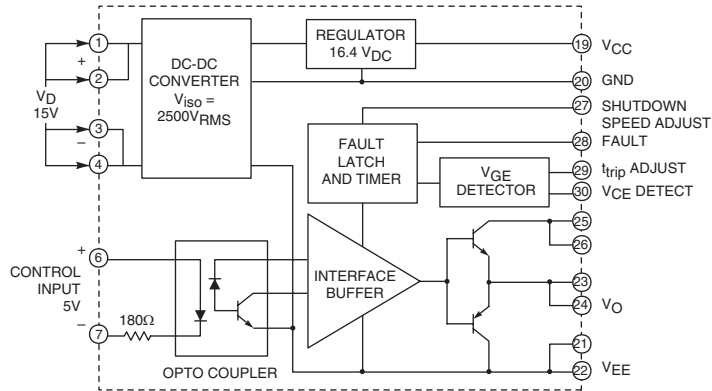 1
+
2
V_D
15V
3
−
4
DC-DC
CONVERTER
V_iso =
2500V_RMS
REGULATOR
16.4 V_DC
19 V_CC
20 GND
27 SHUTDOWN
SPEED ADJUST
28 FAULT
29 t_trip ADJUST
30 V_CE DETECT
FAULT
LATCH
AND TIMER
V_GE
DETECTOR
25
26
+
6
CONTROL
INPUT
5V
−
7
180Ω
OPTO COUPLER
INTERFACE
BUFFER
23
24 V_O
21
22 V_EE